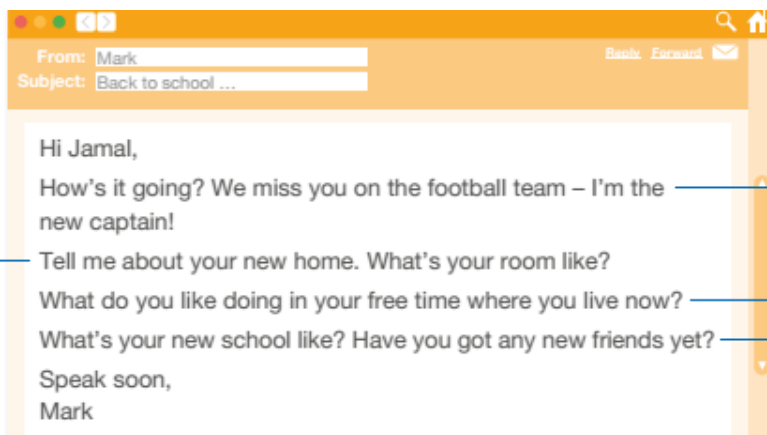 From: Mark
Reply Forward
Subject: Back to school ...
Hi Jamal,
How's it going? We miss you on the football team – I'm the
new captain!
Tell me about your new home. What's your room like?
What do you like doing in your free time where you live now?
What's your new school like? Have you got any new friends yet?
Speak soon,
Mark